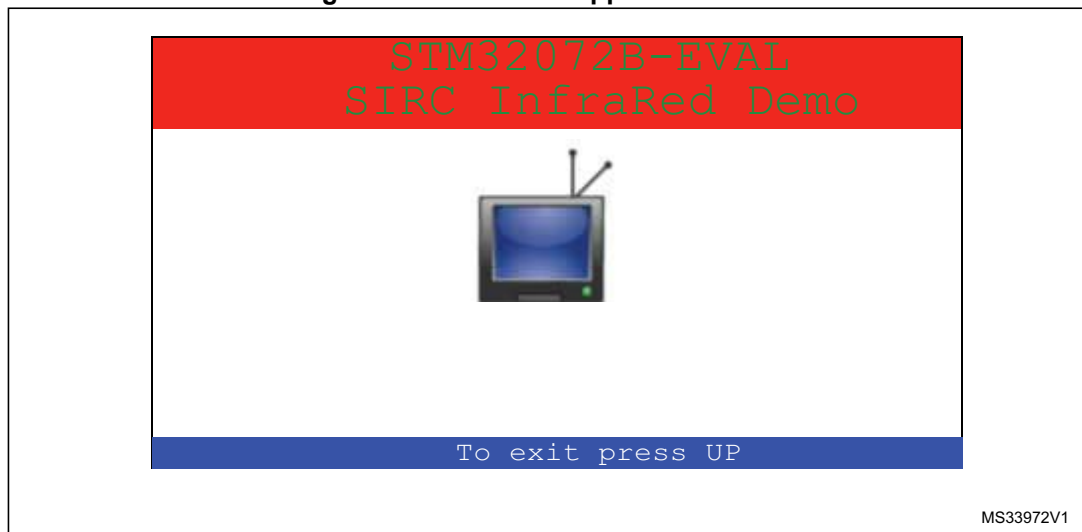 STM32072B-EVAL
SIRC InfraRed Demo
To exit press UP
MS33972V1